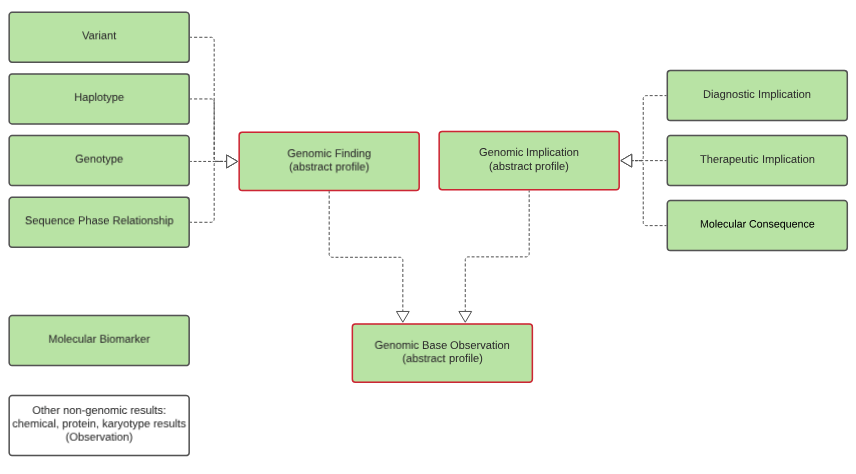 Variant
Haplotype
Genotype
Sequence Phase Relationship
Genomic Finding
(abstract profile)
Genomic Implication
(abstract profile)
Diagnostic Implication
Therapeutic Implication
Molecular Consequence
Genomic Base Observation
(abstract profile)
Molecular Biomarker
Other non-genomic results:
chemical, protein, karyotype results
(Observation)